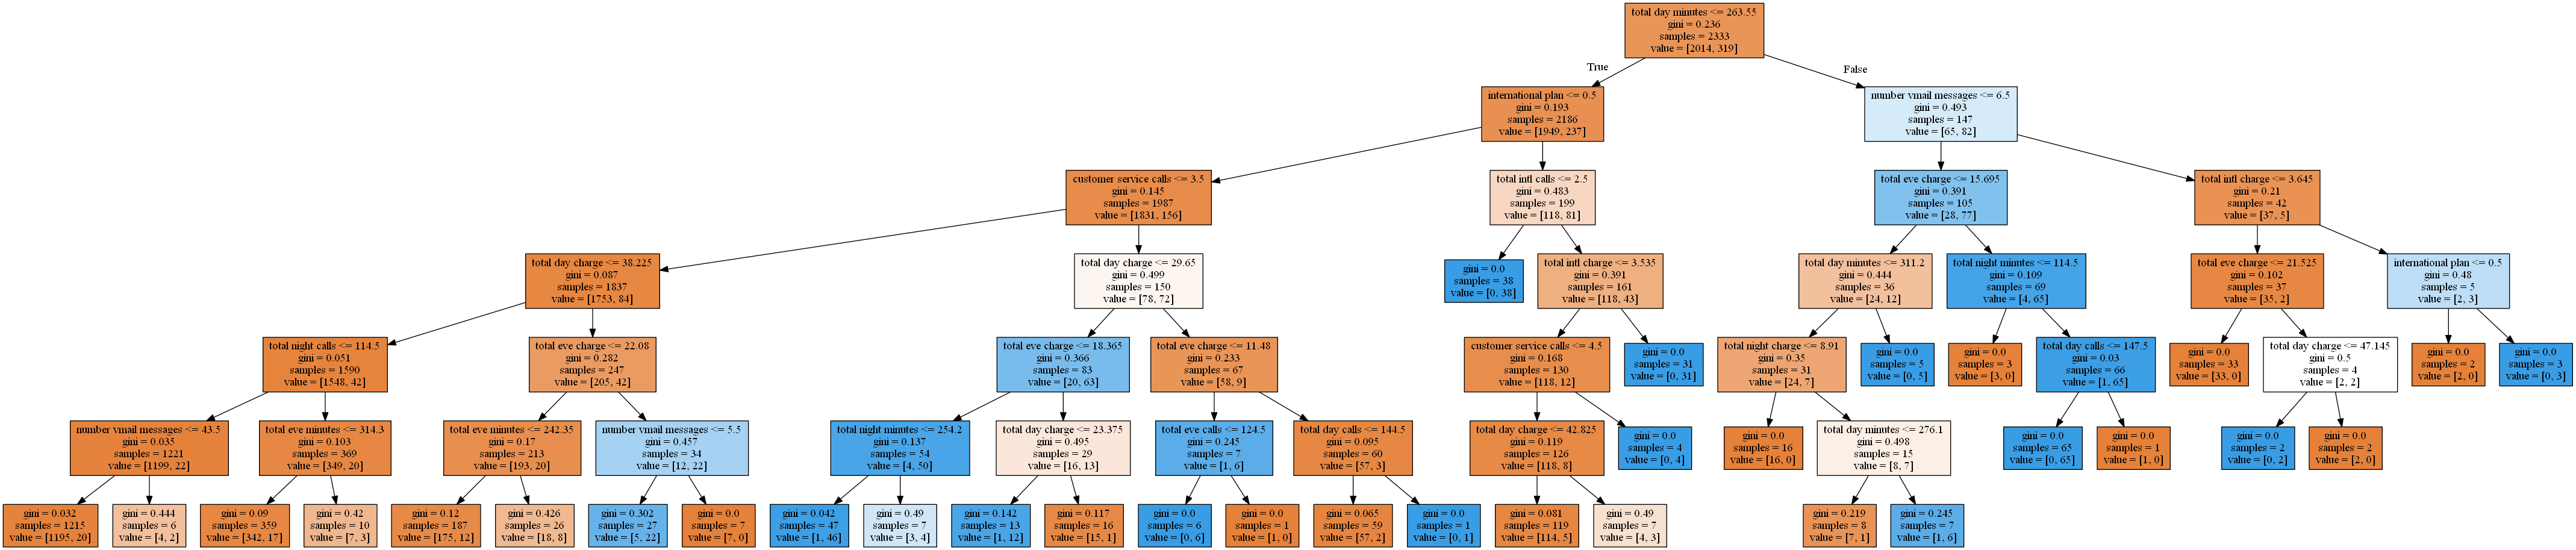 total day minutes <= 263.55
gini = 0.236
samples = 2333
value = [2014, 319]
True
False
international plan <= 0.5
gini = 0.193
samples = 2186
value = [1949, 237]
number vmail messages <= 6.5
gini = 0.493
samples = 147
value = [65, 82]
customer service calls <= 3.5
gini = 0.145
samples = 1987
value = [1831, 156]
total intl calls <= 2.5
gini = 0.483
samples = 199
value = [118, 81]
total eve charge <= 15.695
gini = 0.391
samples = 105
value = [28, 77]
total intl charge <= 3.645
gini = 0.21
samples = 42
value = [37, 5]
total day charge <= 38.225
gini = 0.087
samples = 1837
value = [1753, 84]
total day charge <= 29.65
gini = 0.499
samples = 150
value = [78, 72]
gini = 0.0
samples = 38
value = [0, 38]
total intl charge <= 3.535
gini = 0.391
samples = 161
value = [118, 43]
total day minutes <= 311.2
gini = 0.444
samples = 36
value = [24, 12]
total night minutes <= 114.5
gini = 0.109
samples = 69
value = [4, 65]
total eve charge <= 21.525
gini = 0.102
samples = 37
value = [35, 2]
international plan <= 0.5
gini = 0.48
samples = 5
value = [2, 3]
total night calls <= 114.5
gini = 0.051
samples = 1590
value = [1548, 42]
total eve charge <= 22.08
gini = 0.282
samples = 247
value = [205, 42]
total eve charge <= 18.365
gini = 0.366
samples = 83
value = [20, 63]
total eve charge <= 11.48
gini = 0.233
samples = 67
value = [58, 9]
customer service calls <= 4.5
gini = 0.168
samples = 130
value = [118, 12]
gini = 0.0
samples = 31
value = [0, 31]
total night charge <= 8.91
gini = 0.35
samples = 31
value = [24, 7]
gini = 0.0
samples = 5
value = [0, 5]
gini = 0.0
samples = 3
value = [3, 0]
total day calls <= 147.5
gini = 0.03
samples = 66
value = [1, 65]
gini = 0.0
samples = 33
value = [33, 0]
total day charge <= 47.145
gini = 0.5
samples = 4
value = [2, 2]
gini = 0.0
samples = 2
value = [2, 0]
gini = 0.0
samples = 3
value = [0, 3]
number vmail messages <= 43.5
gini = 0.035
samples = 1221
value = [1199, 22]
total eve minutes <= 314.3
gini = 0.103
samples = 369
value = [349, 20]
total eve minutes <= 242.35
gini = 0.17
samples = 213
value = [193, 20]
number vmail messages <= 5.5
gini = 0.457
samples = 34
value = [12, 22]
total night minutes <= 254.2
gini = 0.137
samples = 54
value = [4, 50]
total day charge <= 23.375
gini = 0.495
samples = 29
value = [16, 13]
total eve calls <= 124.5
gini = 0.245
samples = 7
value = [1, 6]
total day calls <= 144.5
gini = 0.095
samples = 60
value = [57, 3]
total day charge <= 42.825
gini = 0.119
samples = 126
value = [118, 8]
gini = 0.0
samples = 4
value = [0, 4]
gini = 0.0
samples = 16
value = [16, 0]
total day minutes <= 276.1
gini = 0.498
samples = 15
value = [8, 7]
gini = 0.0
samples = 65
value = [0, 65]
gini = 0.0
samples = 1
value = [1, 0]
gini = 0.0
samples = 2
value = [0, 2]
gini = 0.0
samples = 2
value = [2, 0]
gini = 0.032
samples = 1215
value = [1195, 20]
gini = 0.444
samples = 6
value = [4, 2]
gini = 0.09
samples = 359
value = [342, 17]
gini = 0.42
samples = 10
value = [7, 3]
gini = 0.12
samples = 187
value = [175, 12]
gini = 0.426
samples = 26
value = [18, 8]
gini = 0.302
samples = 27
value = [5, 22]
gini = 0.0
samples = 7
value = [7, 0]
gini = 0.042
samples = 47
value = [1, 46]
gini = 0.49
samples = 7
value = [3, 4]
gini = 0.142
samples = 13
value = [1, 12]
gini = 0.117
samples = 16
value = [15, 1]
gini = 0.0
samples = 6
value = [0, 6]
gini = 0.0
samples = 1
value = [1, 0]
gini = 0.065
samples = 59
value = [57, 2]
gini = 0.0
samples = 1
value = [0, 1]
gini = 0.081
samples = 119
value = [114, 5]
gini = 0.49
samples = 7
value = [4, 3]
gini = 0.219
samples = 8
value = [7, 1]
gini = 0.245
samples = 7
value = [1, 6]